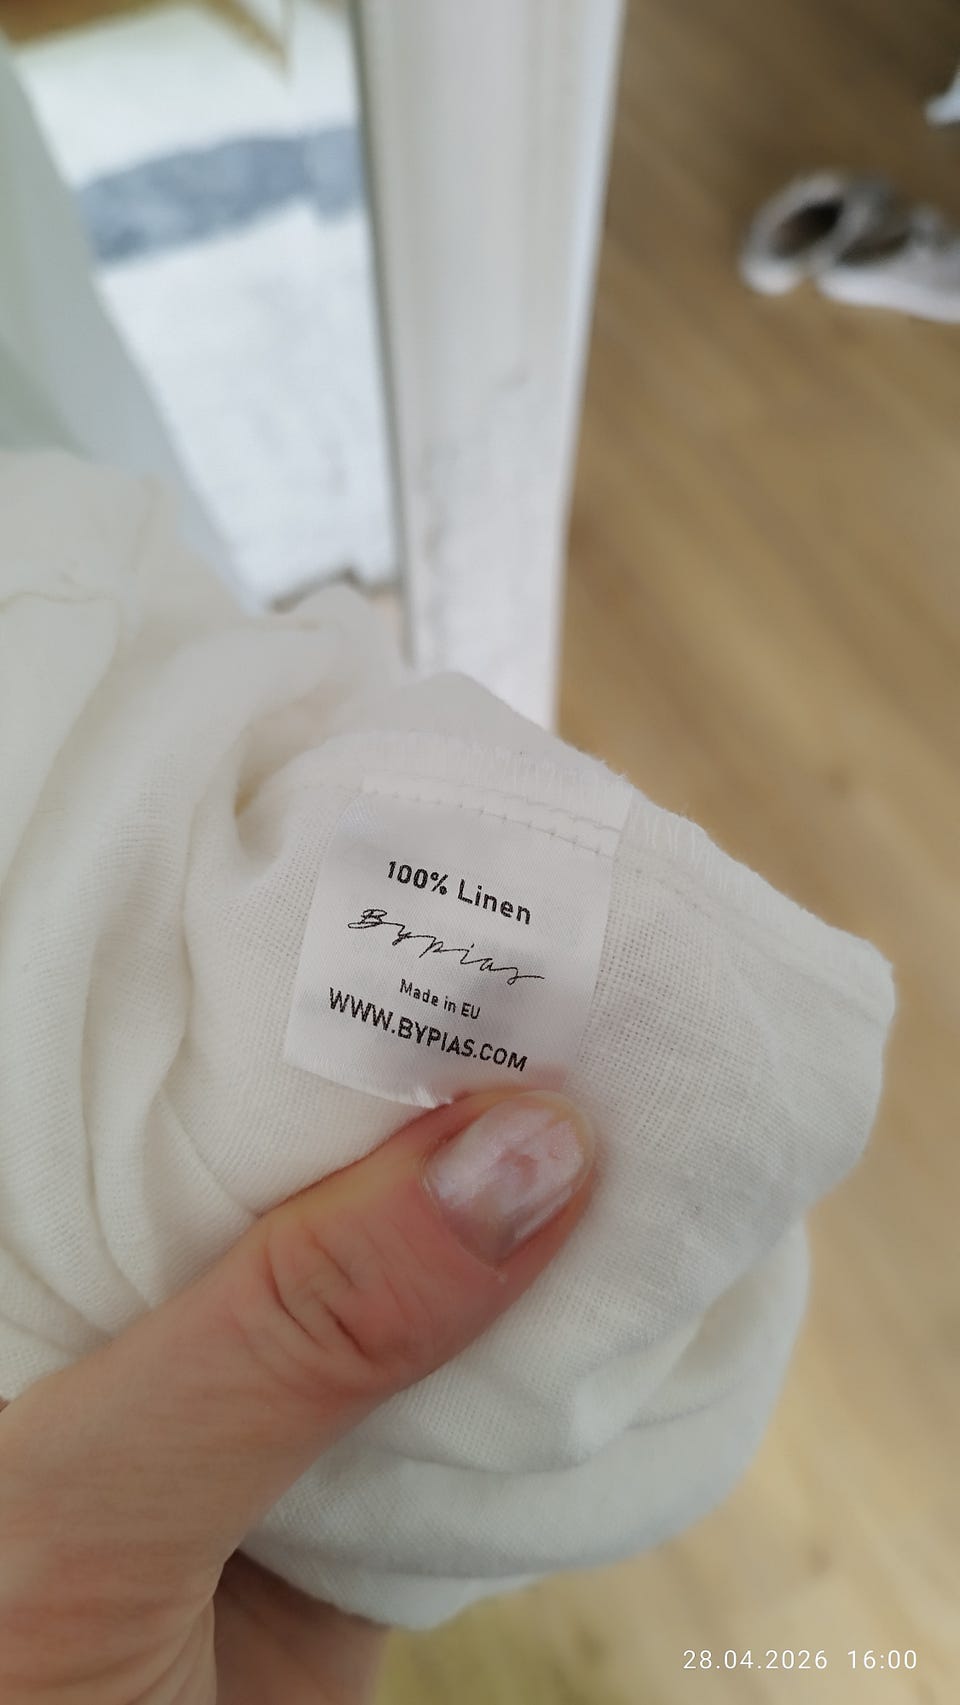 100% Linen
Bypias
Made in EU
WWW.BYPIAS.COM
28.04.2026 16:00